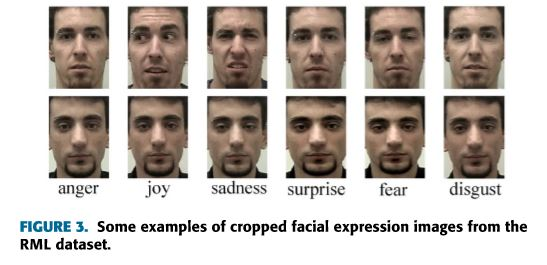 anger joy sadness surprise fear disgust
FIGURE 3. Some examples of cropped facial expression images from the
RML dataset.